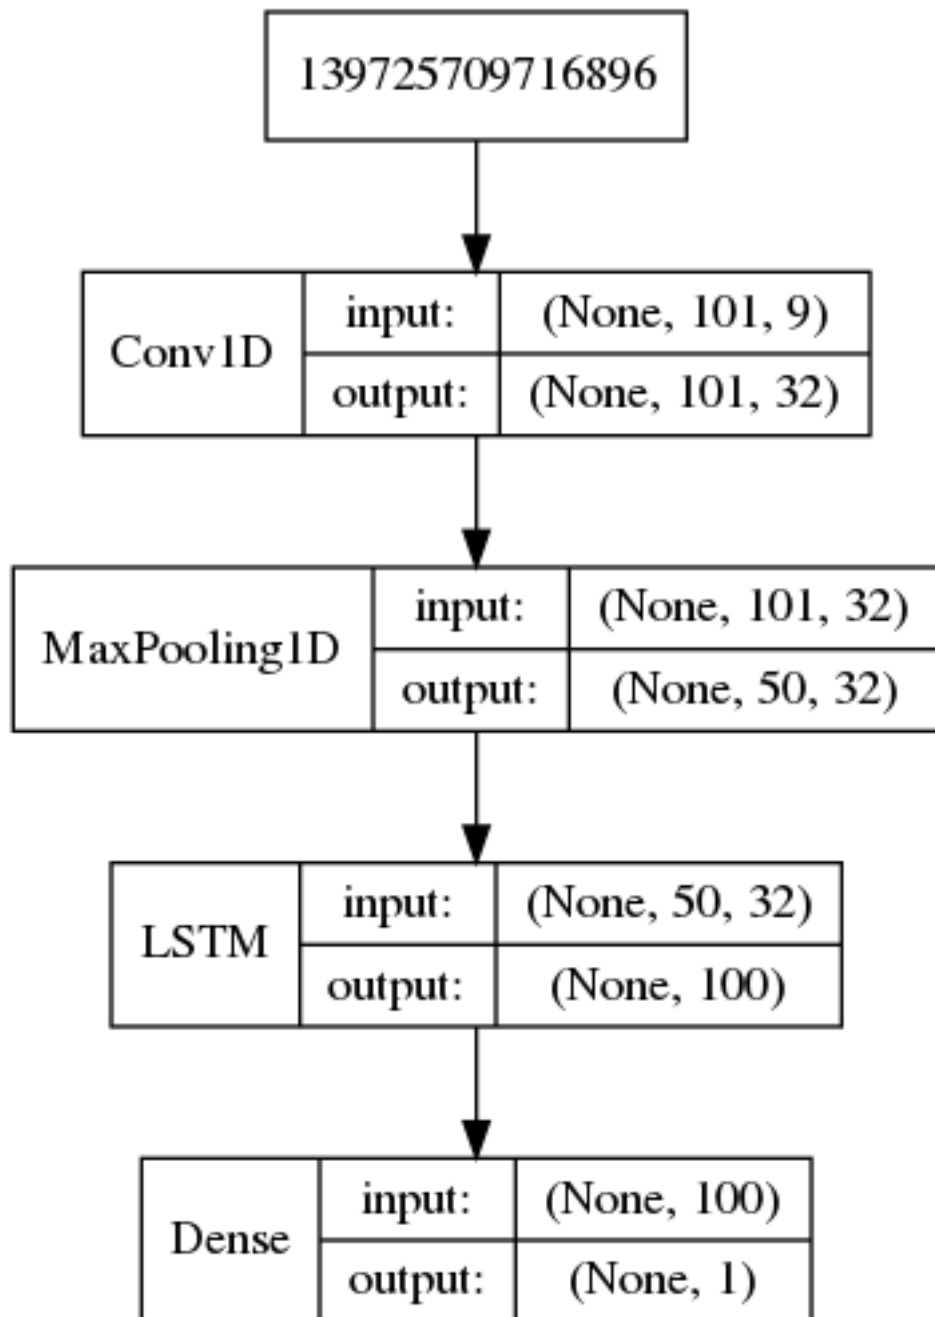 139725709716896
Conv1D
input:
(None, 101, 9)
output:
(None, 101, 32)
MaxPooling1D
input:
(None, 101, 32)
output:
(None, 50, 32)
LSTM
input:
(None, 50, 32)
output:
(None, 100)
Dense
input:
(None, 100)
output:
(None, 1)